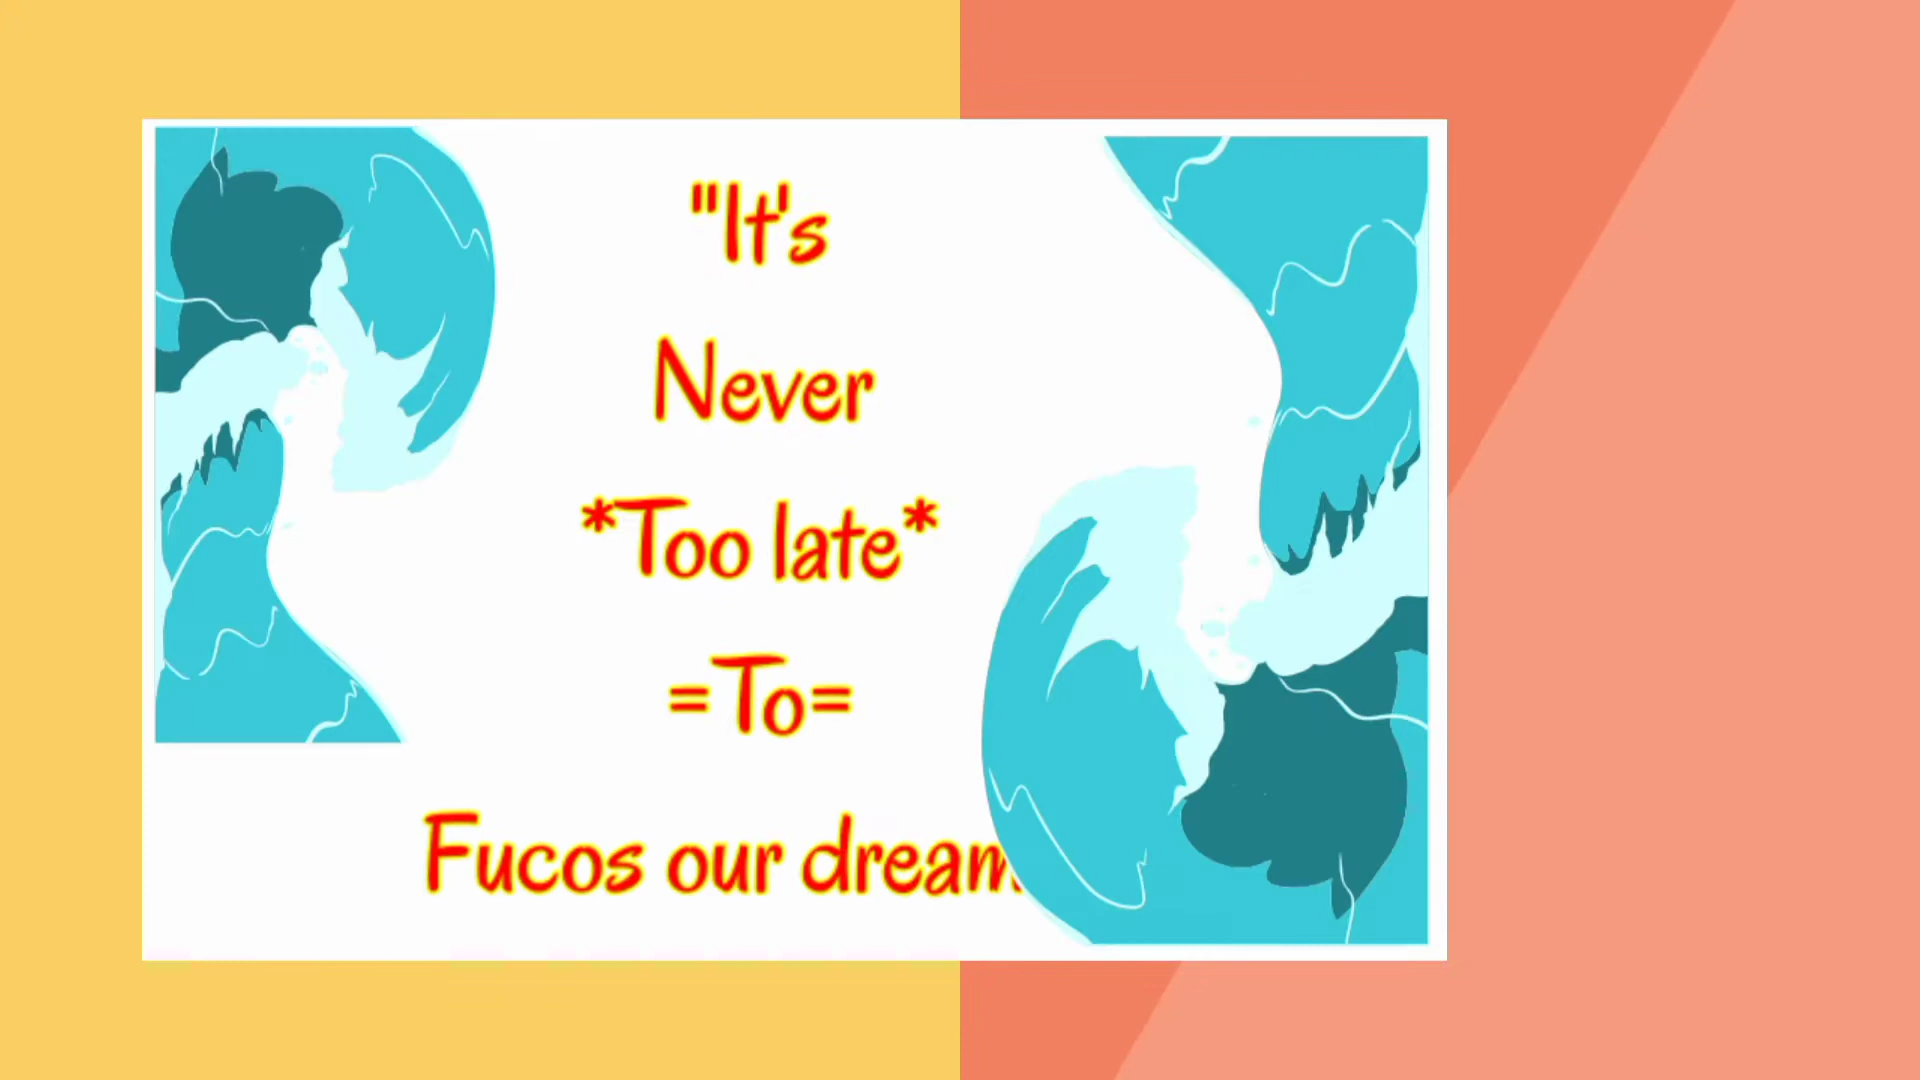 "It's
Never
*Too late*
=To=
Fucos our dream